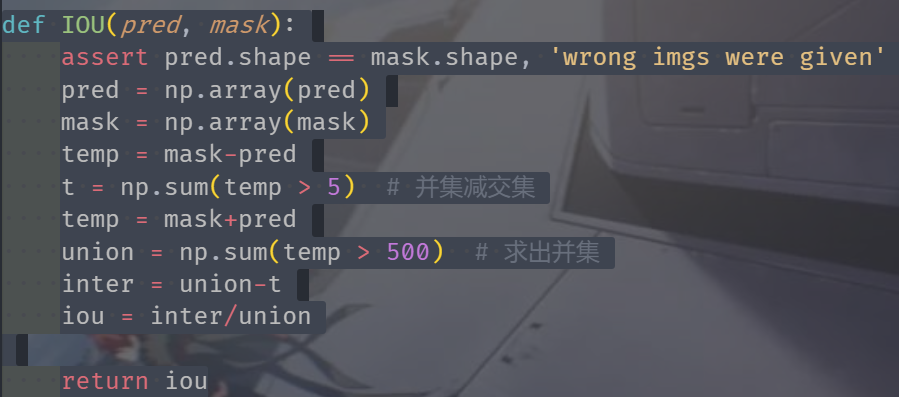 def IOU(pred, mask):
    assert pred.shape == mask.shape, 'wrong imgs were given'
    pred = np.array(pred)
    mask = np.array(mask)
    temp = mask-pred
    t = np.sum(temp > 5)  # 并集减交集
    temp = mask+pred
    union = np.sum(temp > 500)  # 求出并集
    inter = union-t
    iou = inter/union

    return iou